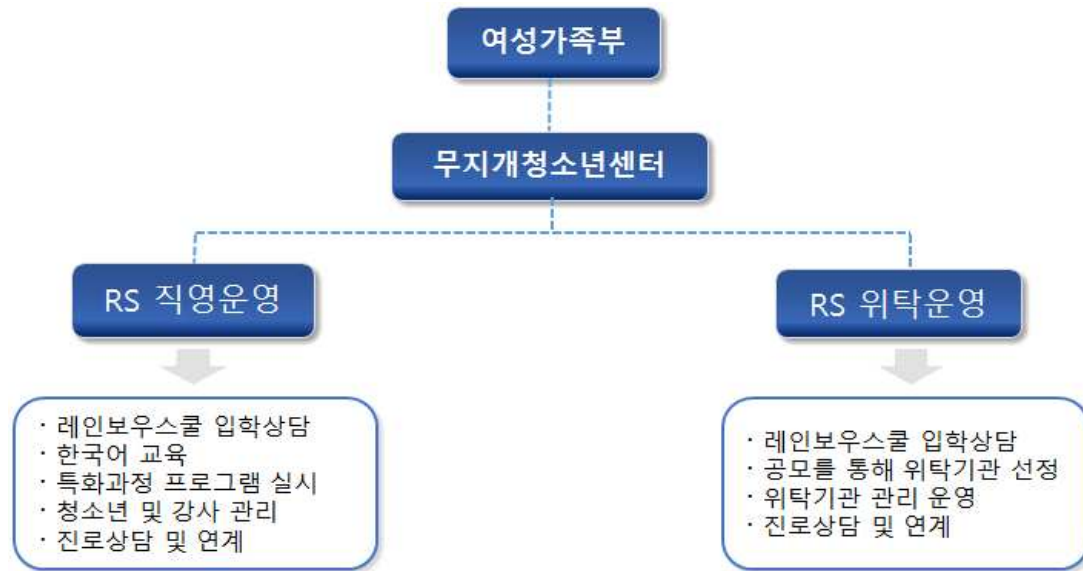 여성가족부
무지개청소년센터
RS 직영운영
RS 위탁운영
· 레인보우스쿨 입학상담
· 한국어 교육
· 특화과정 프로그램 실시
· 청소년 및 강사 관리
· 진로상담 및 연계
· 레인보우스쿨 입학상담
· 공모를 통해 위탁기관 선정
· 위탁기관 관리 운영
· 진로상담 및 연계